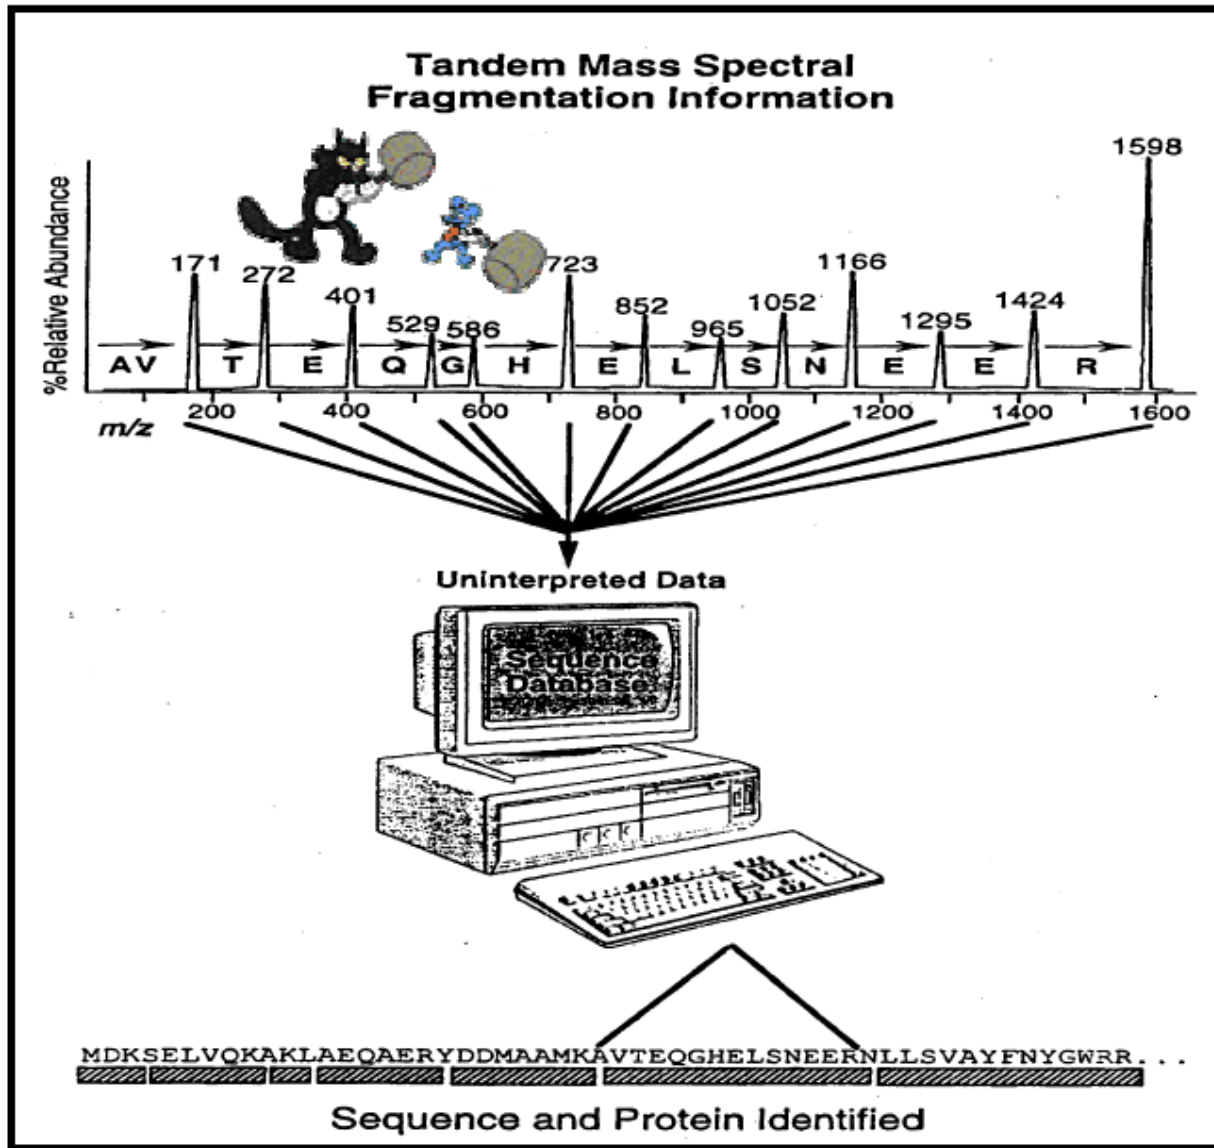 Tandem Mass Spectral
Fragmentation Information
%Relative Abundance
171
272
401
529
586
723
852
965
1052
1166
1295
1424
1598
AV T E Q G H E L S N E E R
m/z
200 400 600 800 1000 1200 1400 1600
Uninterpreted Data
Sequence
Database
MDKSELVQKAKLAEQAERYDDMAAMKAVTEQGHELSNEERNLLSVAYFNYGWRR...
Sequence and Protein Identified